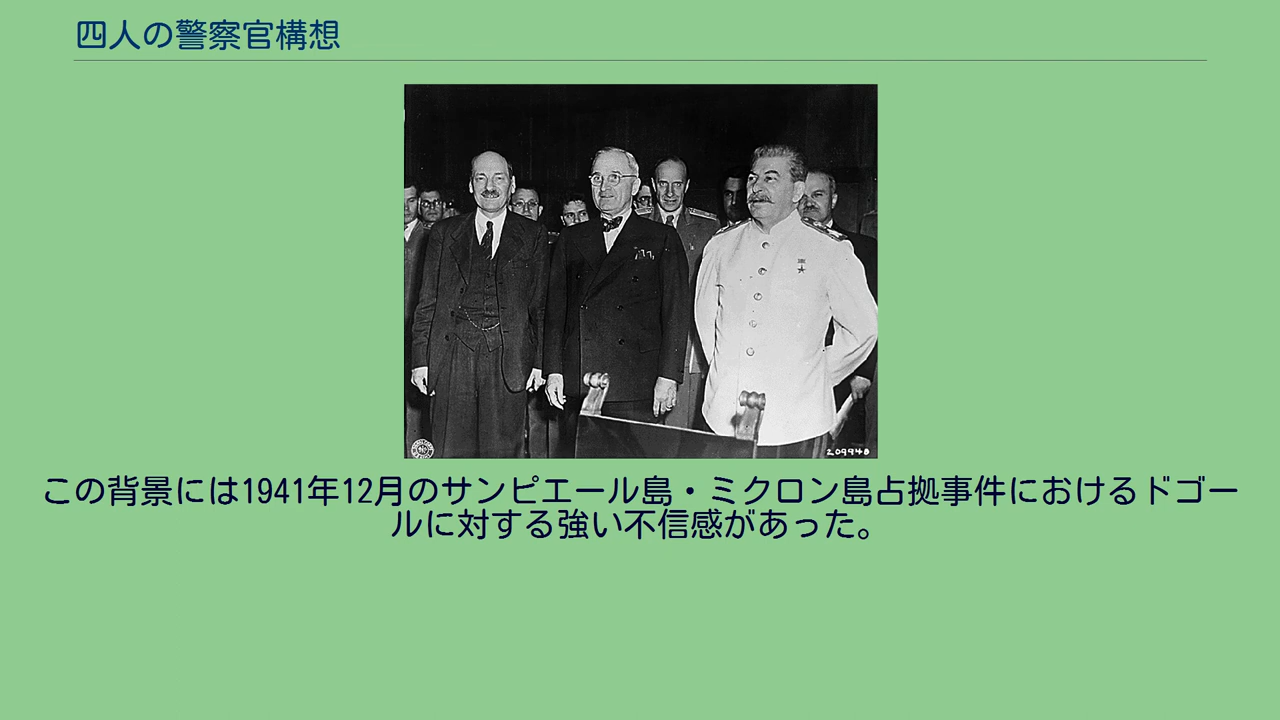 四人の警察官構想
209940
この背景には1941年12月のサンピエール島・ミクロン島占拠事件におけるドゴー
ルに対する強い不信感があった。